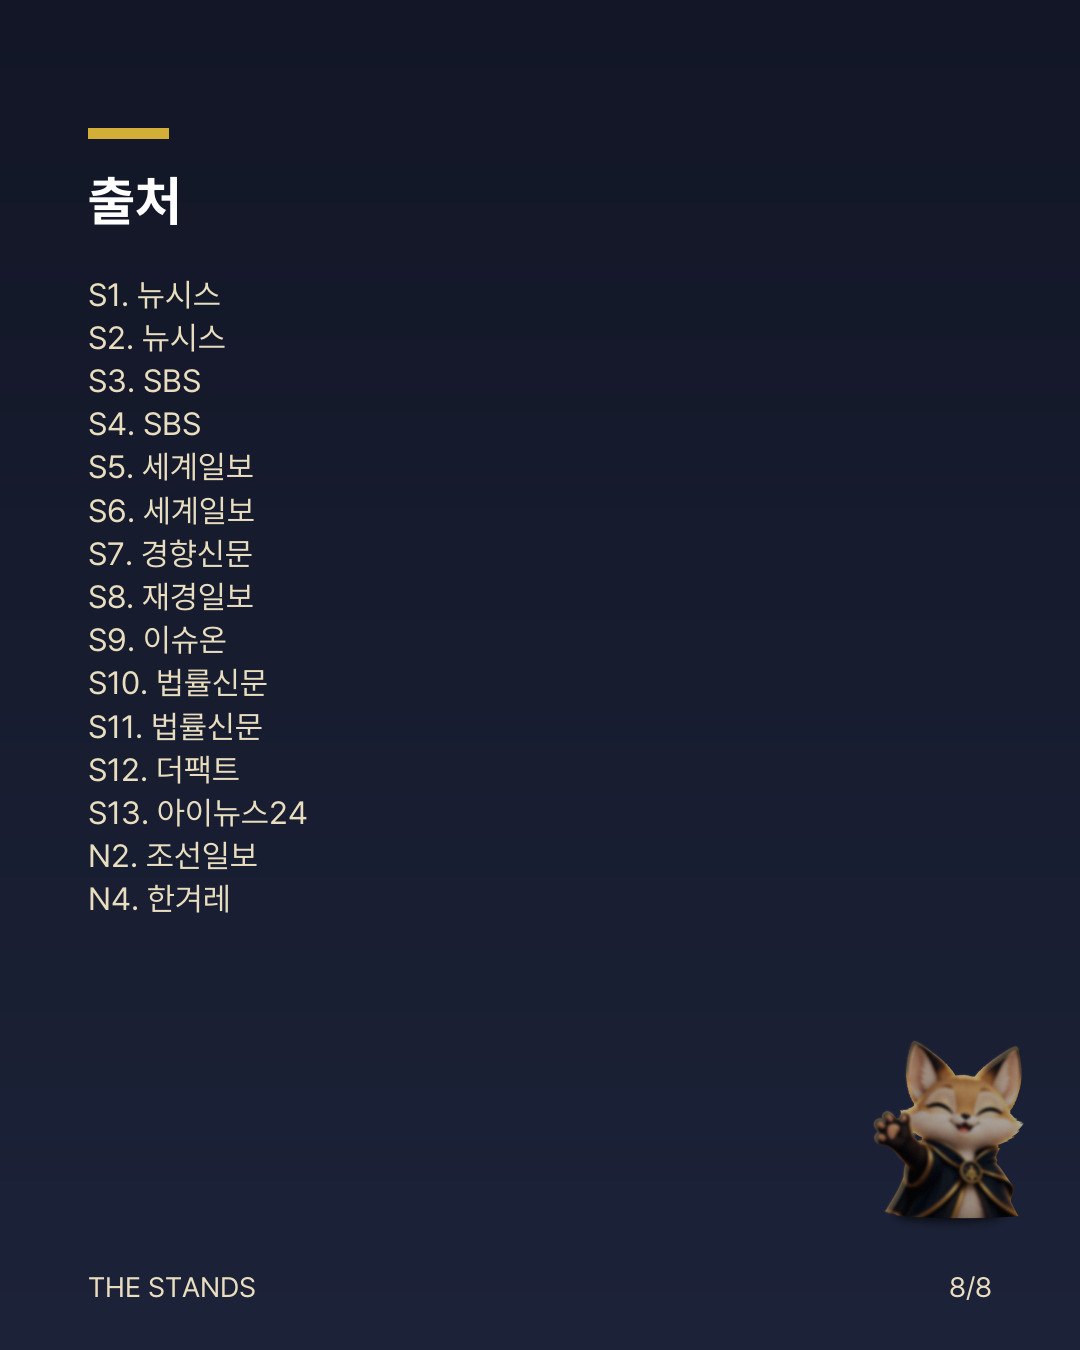 출처
S1. 뉴시스
S2. 뉴시스
S3. SBS
S4. SBS
S5. 세계일보
S6. 세계일보
S7. 경향신문
S8. 재경일보
S9. 이슈온
S10. 법률신문
S11. 법률신문
S12. 더팩트
S13. 아이뉴스24
N2. 조선일보
N4. 한겨레
THE STANDS
8/8